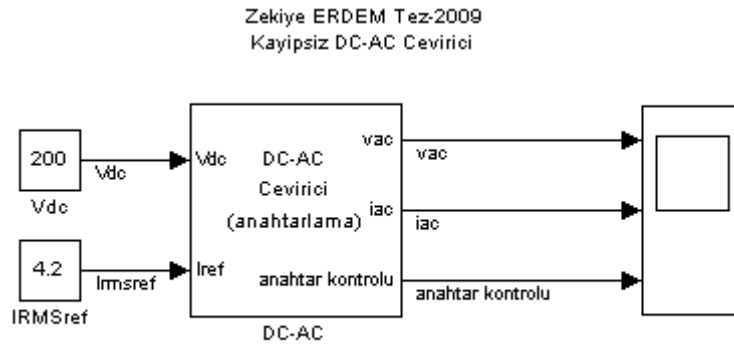 Zekiye ERDEM Tez-2009
Kayipsiz DC-AC Cevirici
200
Vdc
Vdc
4.2
IRMSref
Irmsref
Vdc
Iref
DC-AC
Cevirici
(anahtarlama)
vac
iac
anahtar kontrolu
DC-AC
vac
iac
anahtar kontrolu